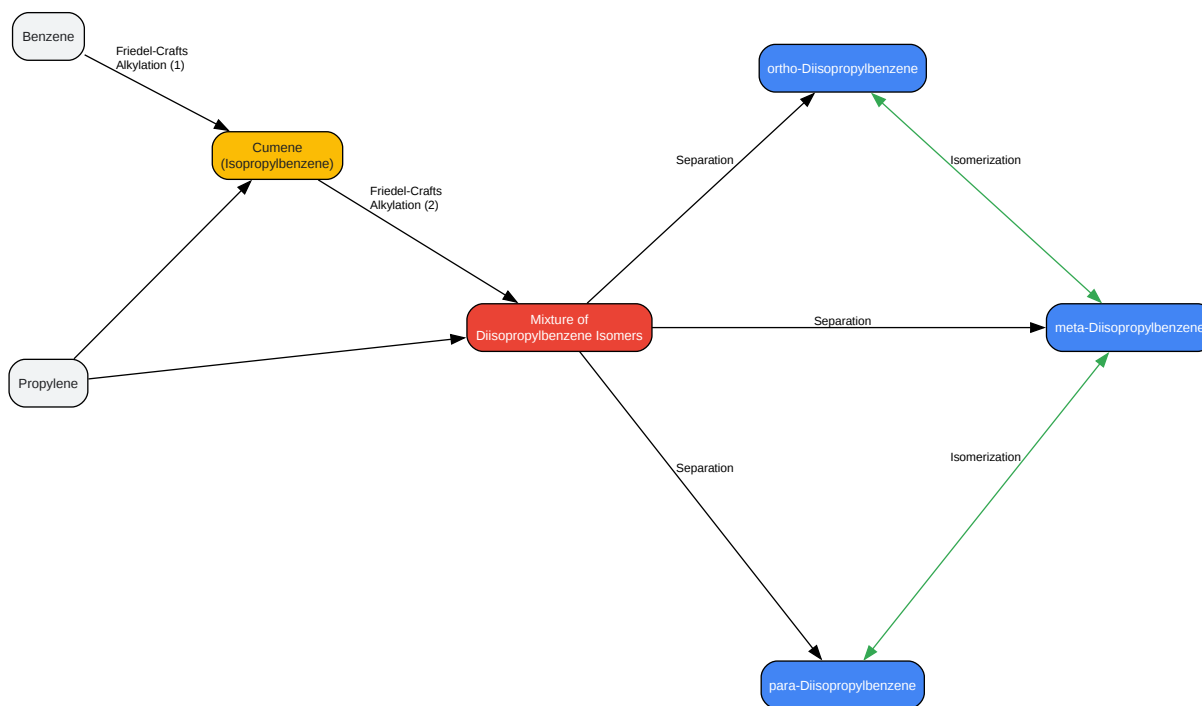 Benzene
Friedel-Crafts
Alkylation (1)
ortho-Diisopropylbenzene
Cumene
(Isopropylbenzene)
Separation
Isomerization
Friedel-Crafts
Alkylation (2)
Mixture of
Diisopropylbenzene Isomers
Separation
meta-Diisopropylbenzene
Propylene
Separation
Isomerization
para-Diisopropylbenzene